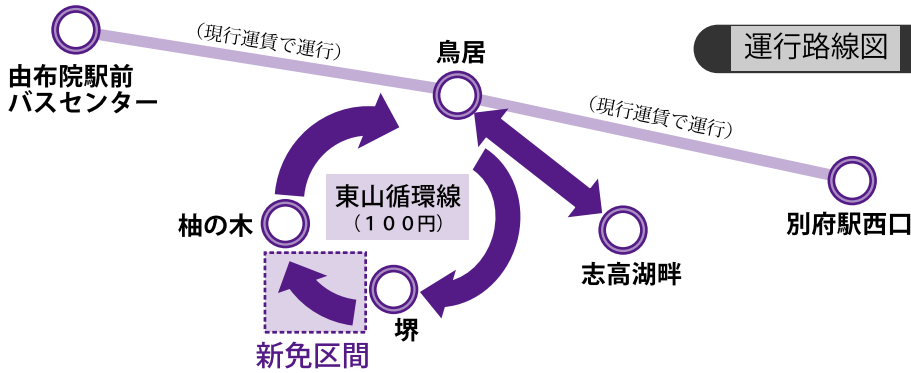 運行路線図
(現行運賃で運行)
鳥居
由布院駅前
バスセンター
(現行運賃で運行)
別府駅西口
東山循環線
(100円)
柚の木
志高湖畔
堺
新免区間